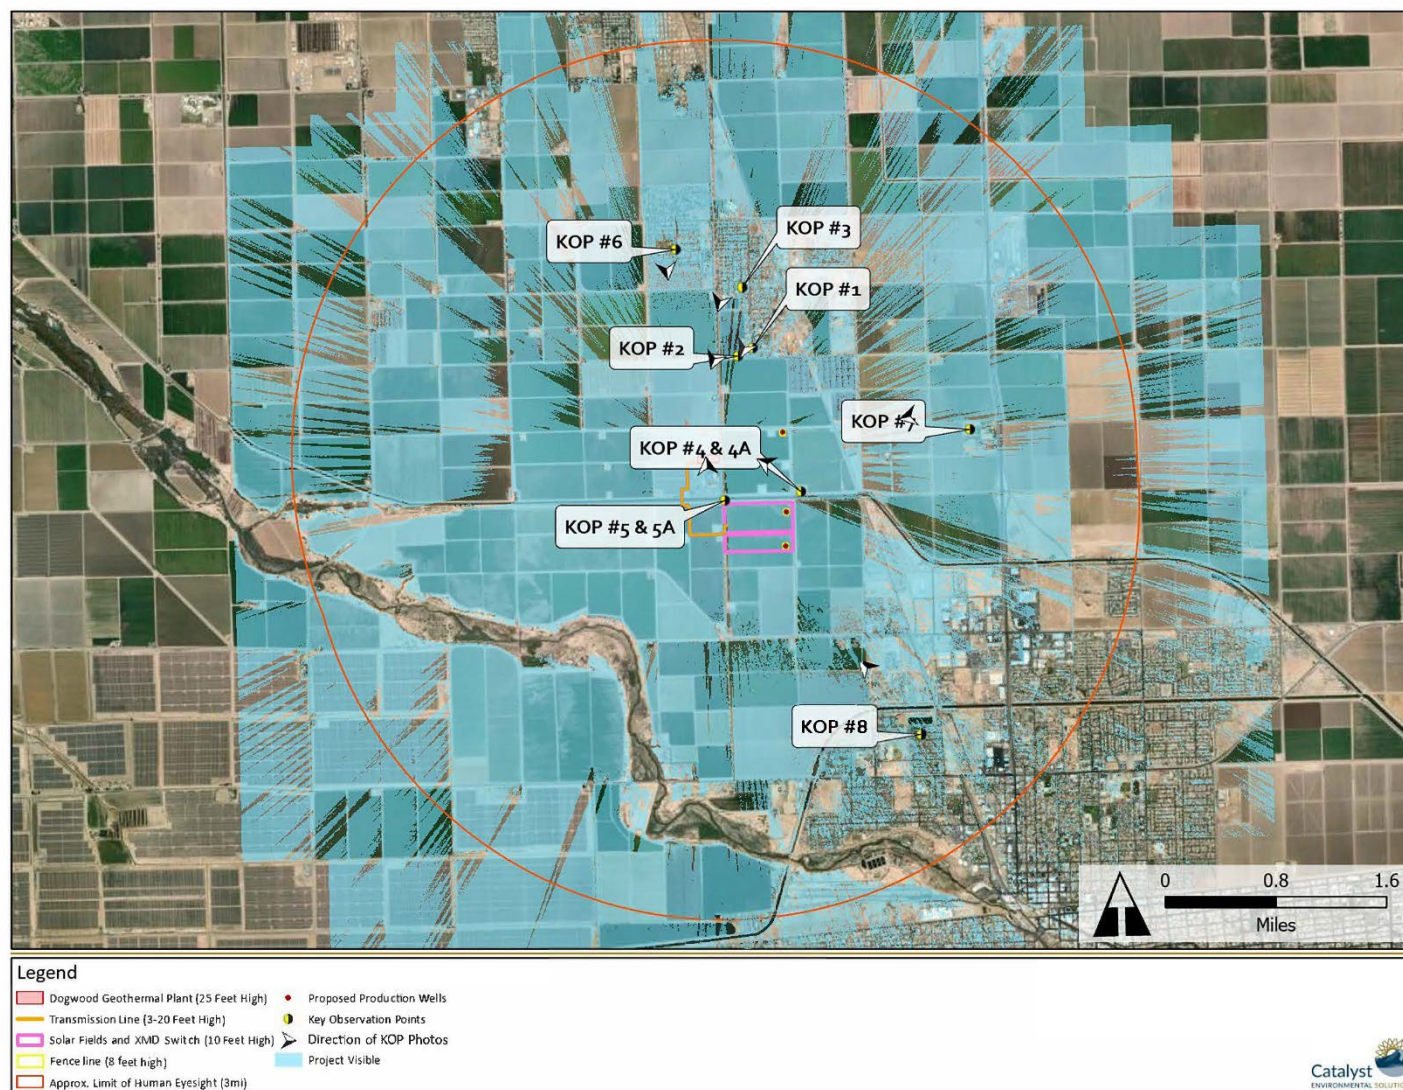 KOP #6
KOP #3
KOP #1
KOP #2
KOP #7
KOP #4 & 4A
KOP #5 & 5A
KOP #8
0 0.8 1.6
Miles
Legend
Dogwood Geothermal Plant (25 Feet High)
Transmission Line (3-20 Feet High)
Solar Fields and XMD Switch (10 Feet High)
Fence line (8 feet high)
Approx. Limit of Human Eyesight (3mi)
Proposed Production Wells
Key Observation Points
Direction of KOP Photos
Project Visible
Catalyst
ENVIRONMENTAL